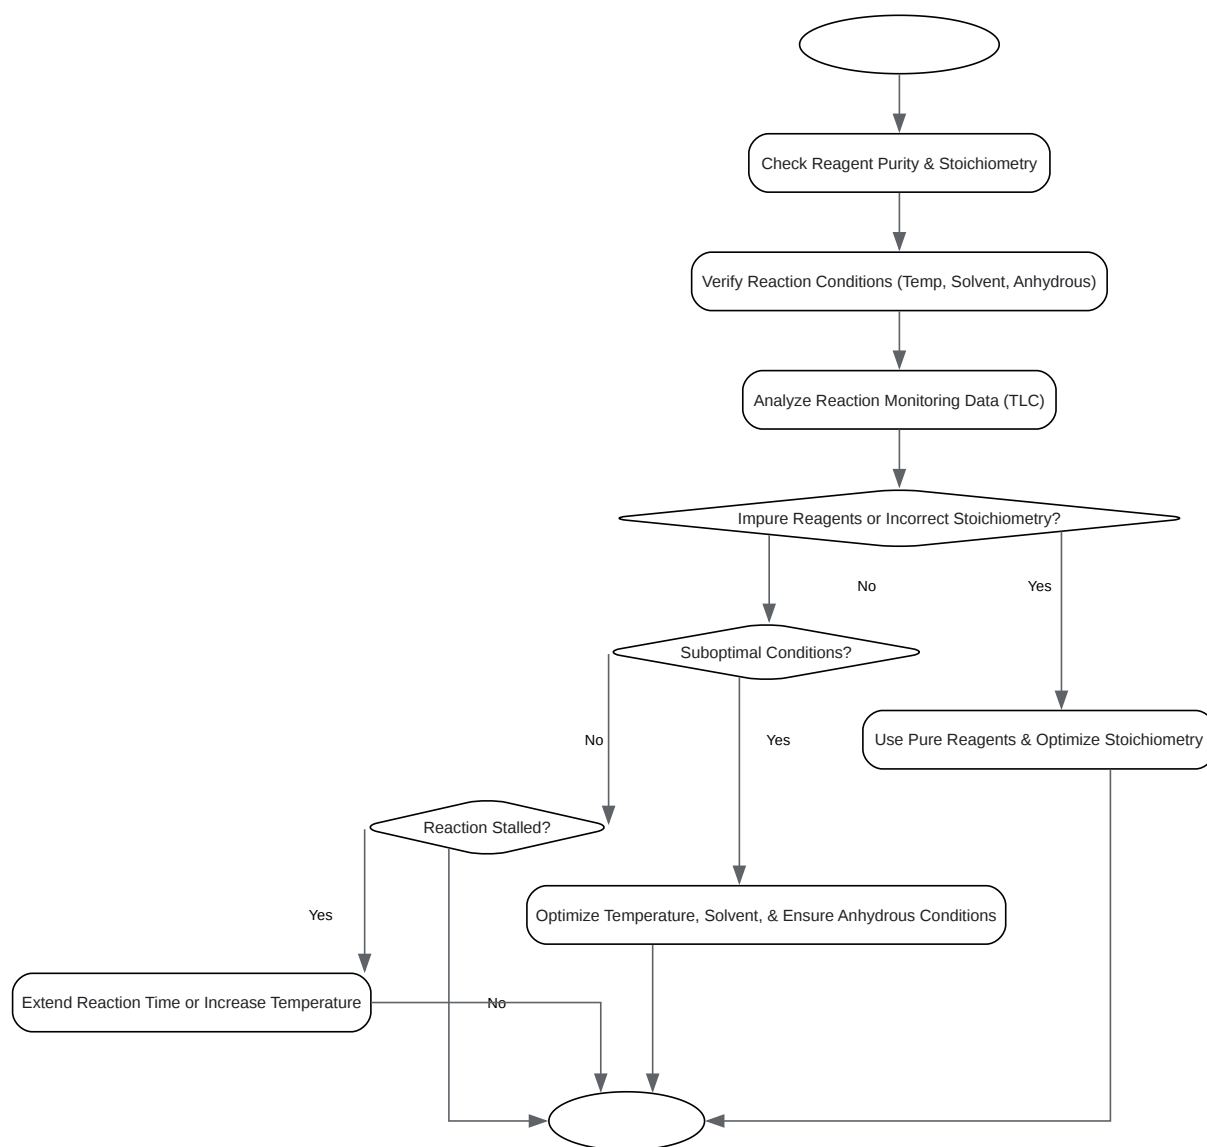 Check Reagent Purity & Stoichiometry
Verify Reaction Conditions (Temp, Solvent, Anhydrous)
Analyze Reaction Monitoring Data (TLC)
Impure Reagents or Incorrect Stoichiometry?
No
Yes
Suboptimal Conditions?
No
Yes
Use Pure Reagents & Optimize Stoichiometry
Reaction Stalled?
Yes
Optimize Temperature, Solvent, & Ensure Anhydrous Conditions
Extend Reaction Time or Increase Temperature
No